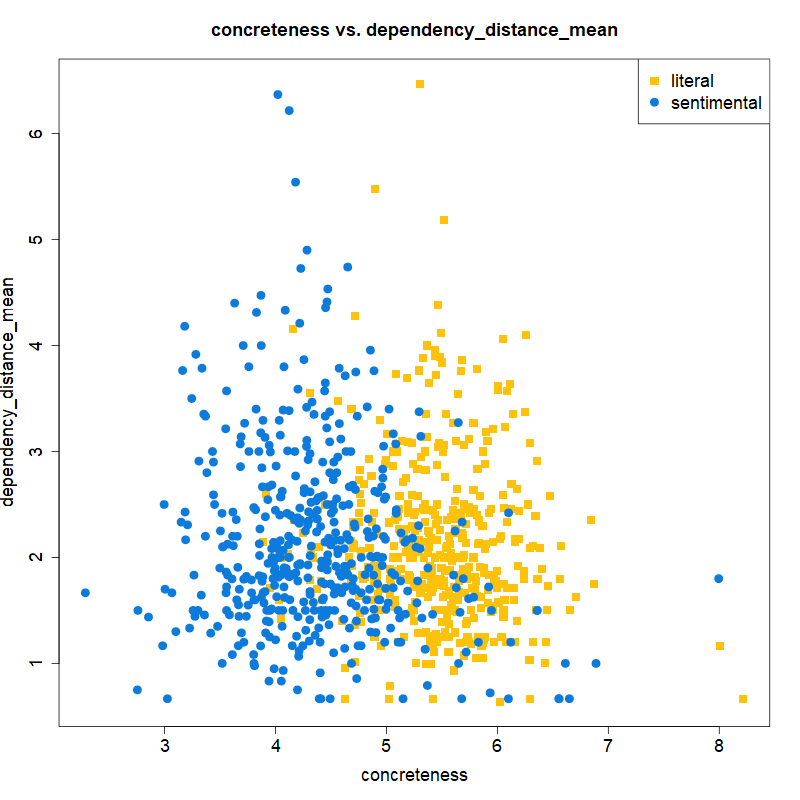 concreteness vs. dependency_distance_mean
literal
sentimental
dependency_distance_mean
6
5
4
3
2
1
3 4 5 6 7 8
concreteness